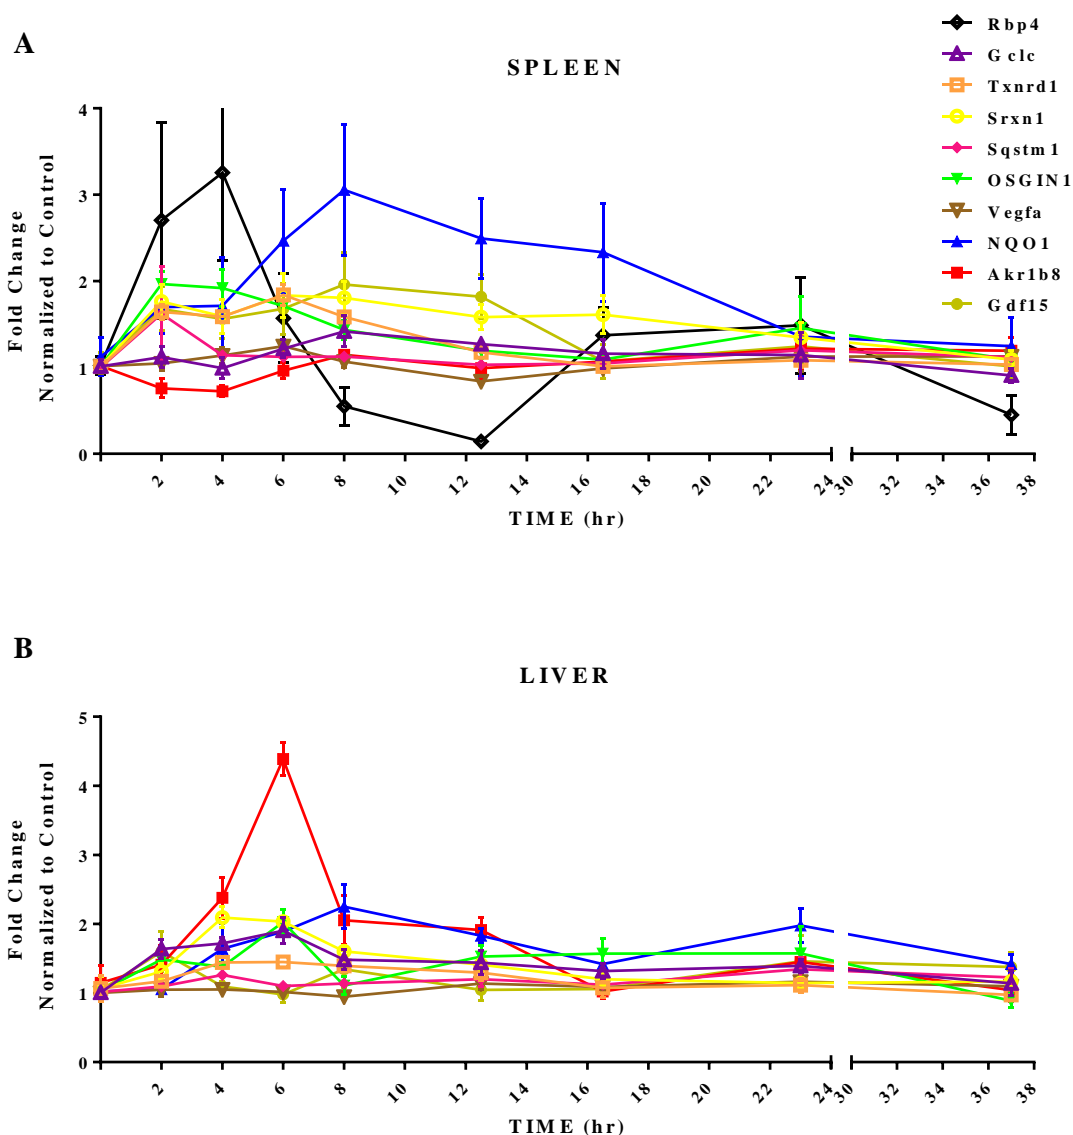 A
SPLEEN
Rbp4
Gclc
Txnrd1
Srxn1
Sqstm1
OSGIN1
Vegfa
NQO1
Akr1b8
Gdf15
Fold Change
Normalized to Control
4
3
2
1
0
2 4 6 8 10 12 14 16 18 20 22 24 30 32 34 36 38
TIME (hr)
B
LIVER
Fold Change
Normalized to Control
5
4
3
2
1
0
2 4 6 8 10 12 14 16 18 20 22 24 30 32 34 36 38
TIME (hr)